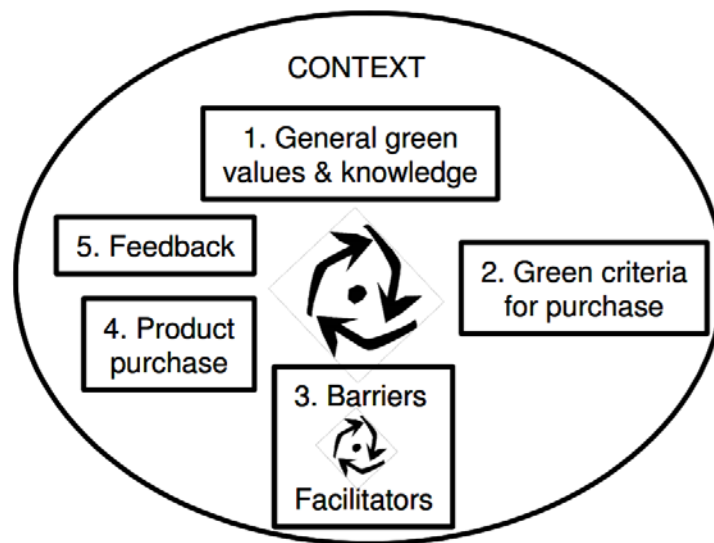 CONTEXT
1. General green
values & knowledge
2. Green criteria
for purchase
3. Barriers
Facilitators
4. Product
purchase
5. Feedback